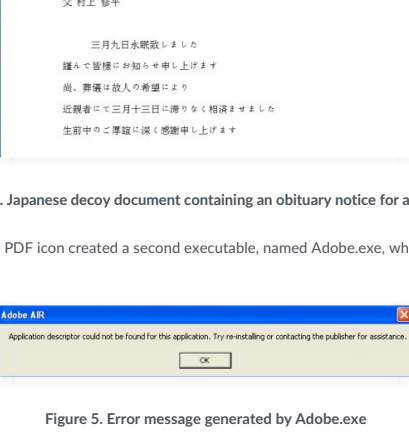 父 村上 修平
三月九日永眠致しました
謹んで皆様にお知らせ申し上げます
尚、葬儀は故人の希望により
近親者にて三月十三日に滞りなく相済ませました
生前中のご厚誼に深く感謝申し上げます
. Japanese decoy document containing an obituary notice for a
PDF icon created a second executable, named Adobe.exe, wh
Adobe AIR
Application descriptor could not be found for this application. Try re-installing or contacting the publisher for assistance.
OK
Figure 5. Error message generated by Adobe.exe